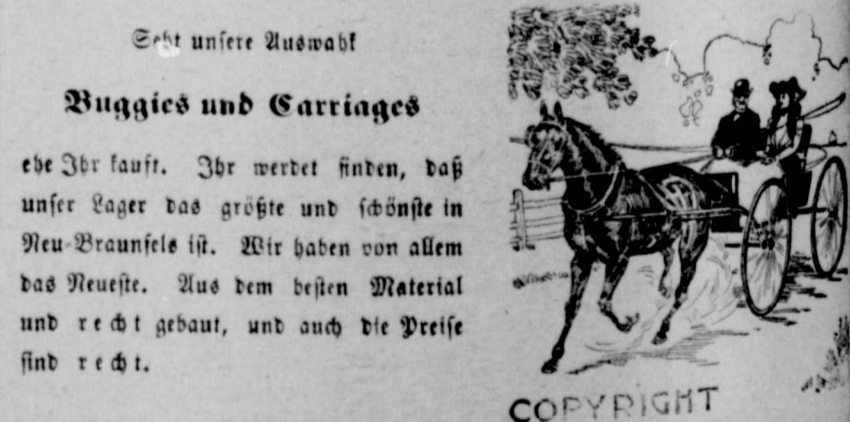 Seht unsere Auswahl
Buggies und Carriages
ehe Ihr kauft. Ihr werdet finden, daß
unser Lager das größte und schönste in
Neu-Braunfels ist. Wir haben von allem
das Neueste. Aus dem besten Material
und recht gebaut, und auch die Preise
sind recht.
COPYRIGHT